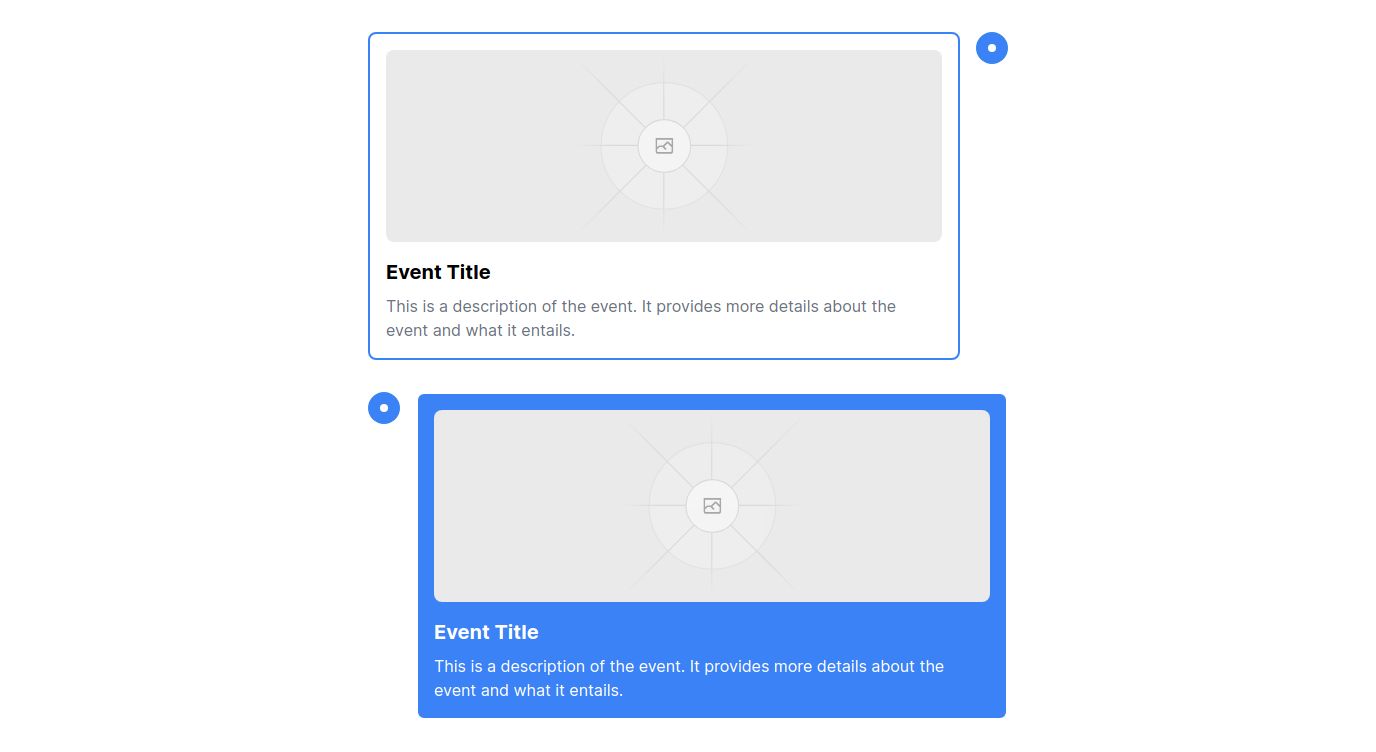 Event Title
This is a description of the event. It provides more details about the
event and what it entails.
Event Title
This is a description of the event. It provides more details about the
event and what it entails.